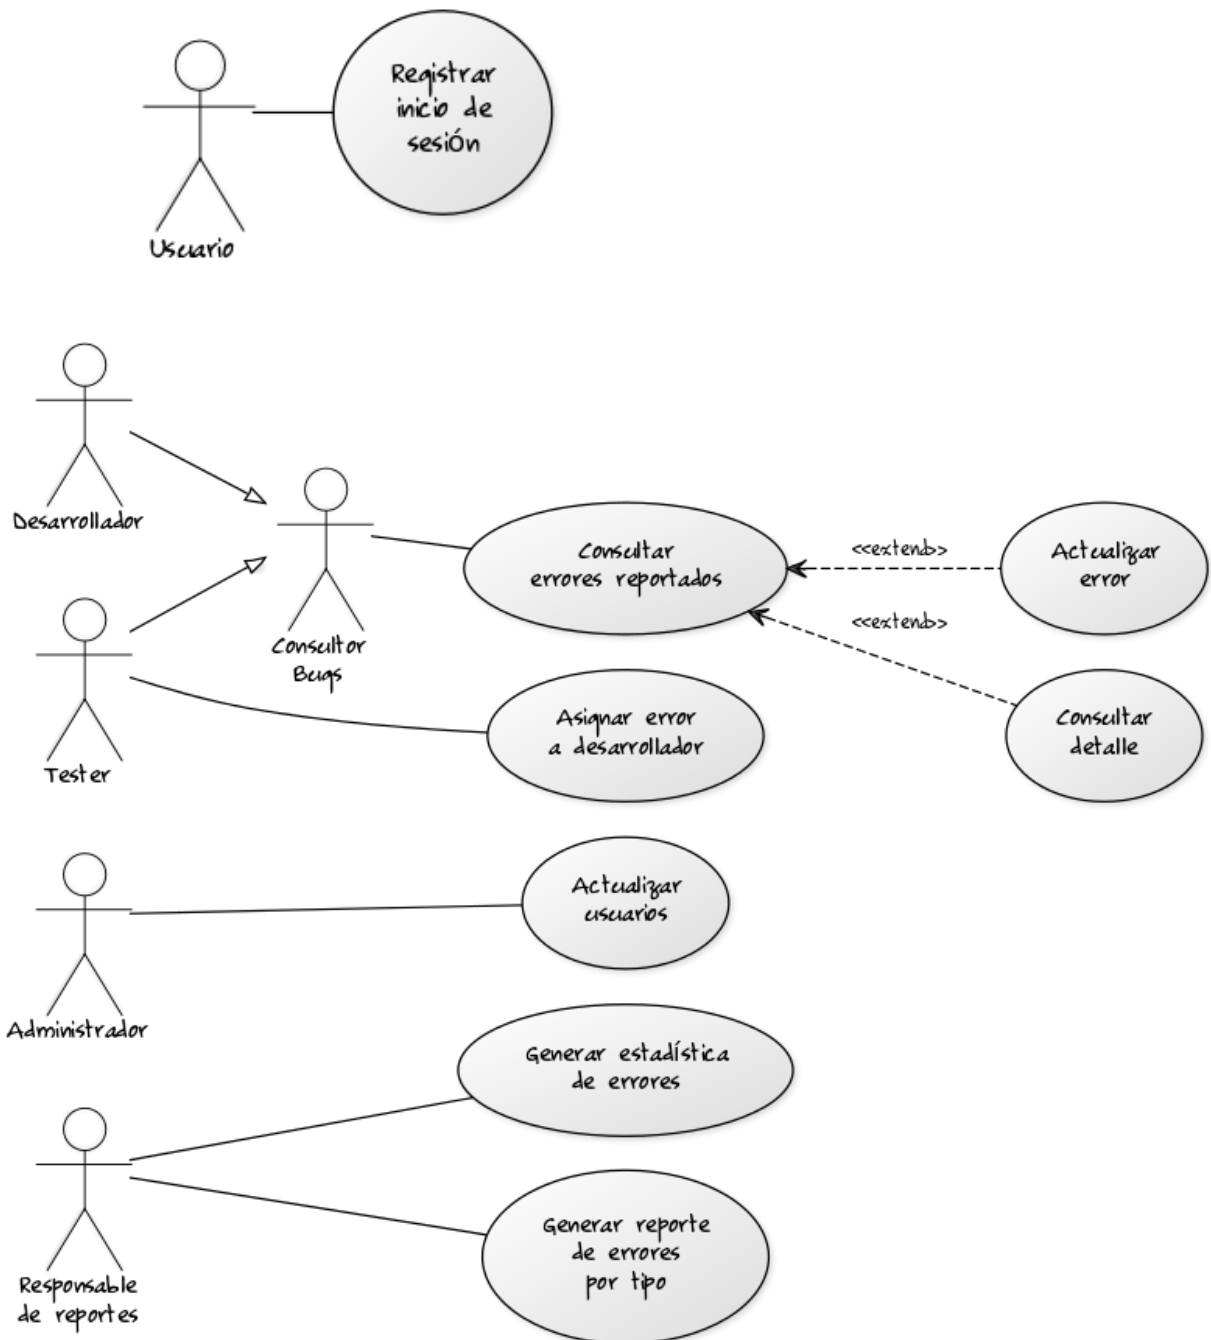 Registrar
inicio de
sesión
Usuario
Desarrollador
Consultor
Bugs
Consultar
errores reportados
<<extend>>
Actualizar
error
<<extend>>
Consultar
detalle
Tester
Asignar error
a desarrollador
Administrador
Actualizar
usuarios
Generar estadística
de errores
Responsable
de reportes
Generar reporte
de errores
por tipo